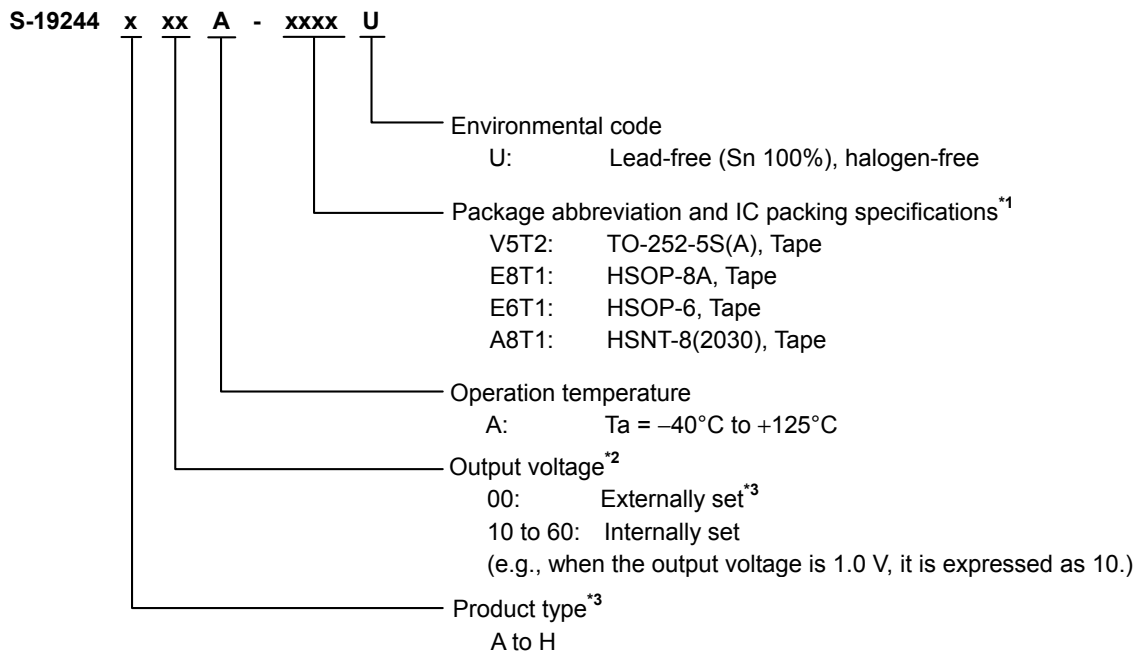 S-19244 x xx A - xxxx U
Environmental code
U: Lead-free (Sn 100%), halogen-free
Package abbreviation and IC packing specifications*1
V5T2: TO-252-5S(A), Tape
E8T1: HSOP-8A, Tape
E6T1: HSOP-6, Tape
A8T1: HSNT-8(2030), Tape
Operation temperature
A: Ta = −40°C to +125°C
Output voltage*2
00: Externally set*3
10 to 60: Internally set
(e.g., when the output voltage is 1.0 V, it is expressed as 10.)
Product type*3
A to H